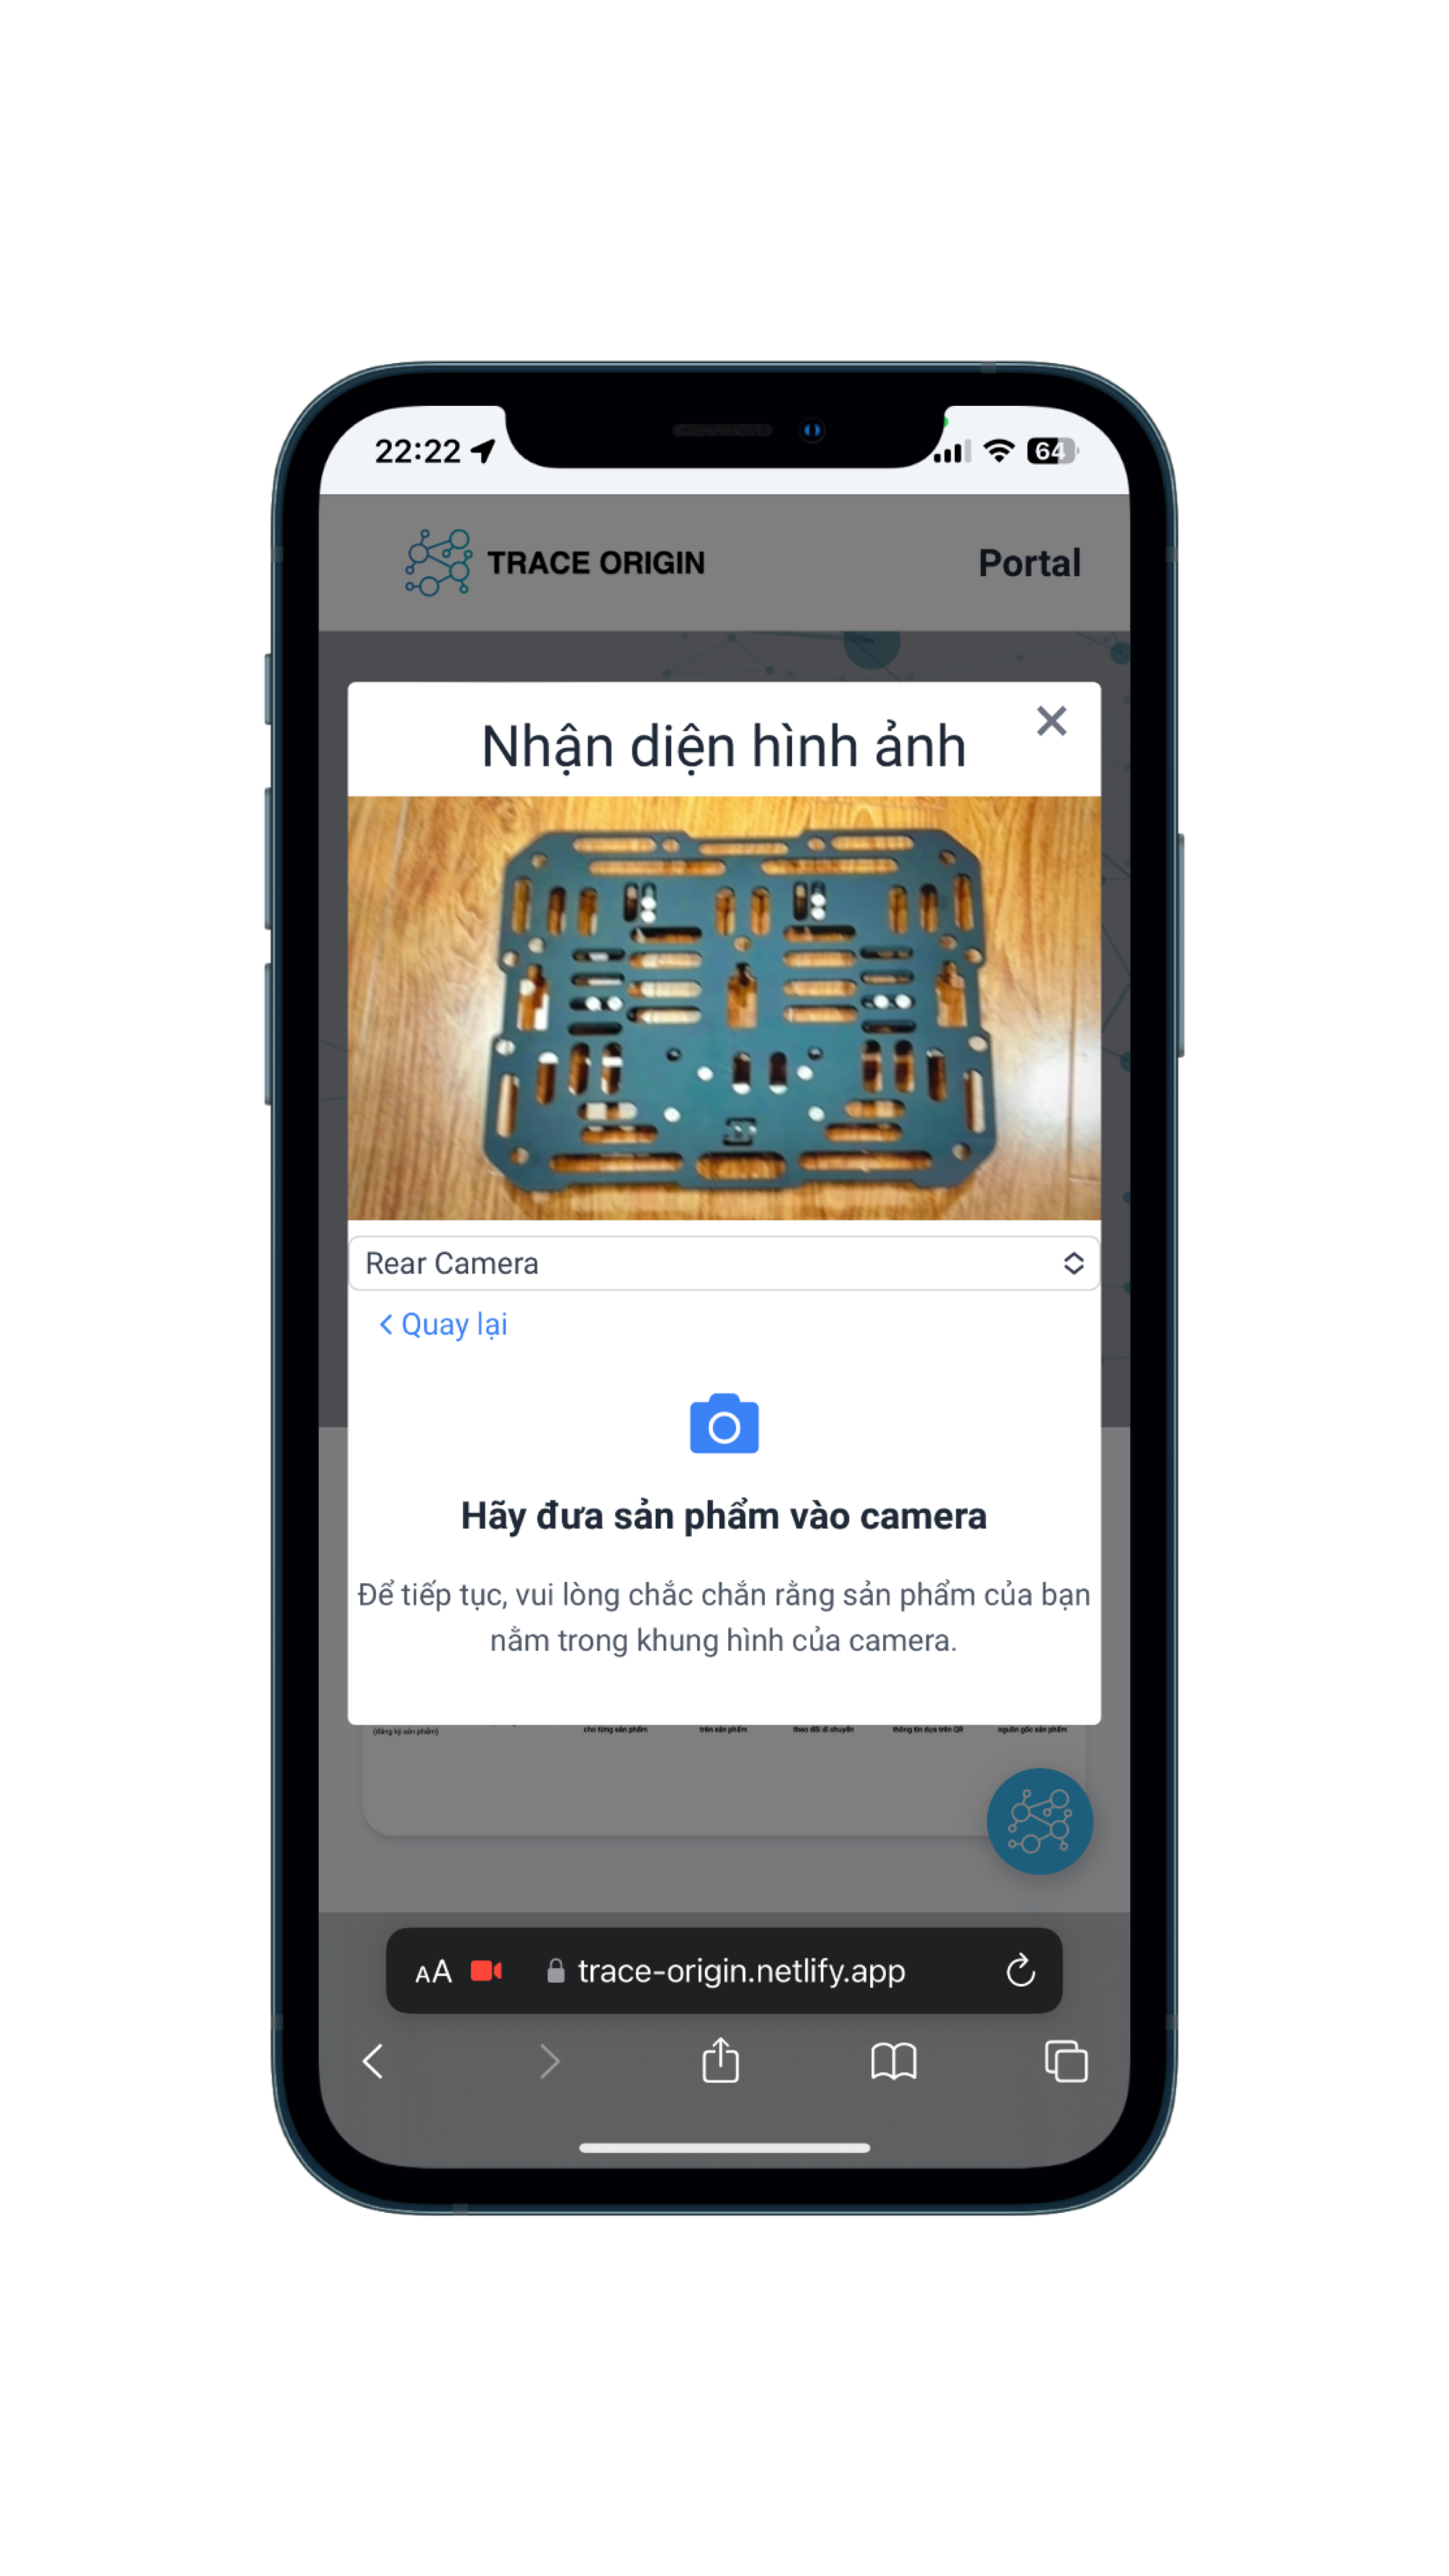 22:22
64
TRACE ORIGIN
Portal
Nhận diện hình ảnh
Rear Camera
Quay lại
Hãy đưa sản phẩm vào camera
Để tiếp tục, vui lòng chắc chắn rằng sản phẩm của bạn
nằm trong khung hình của camera.
(đăng ký sản phẩm) cho từng sản phẩm trên sản phẩm theo dõi di chuyển thông tin dựa trên QR nguồn gốc sản phẩm
AA trace-origin.netlify.app